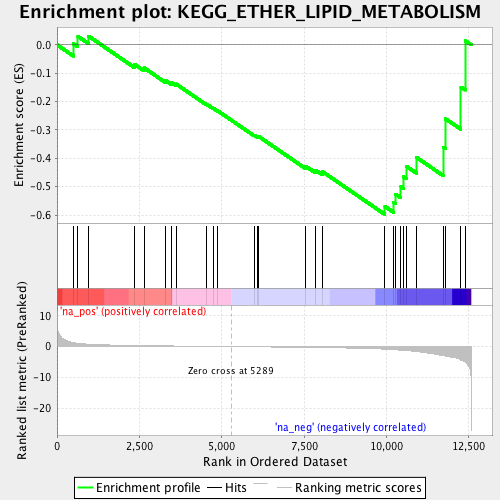 Enrichment plot: KEGG_ETHER_LIPID_METABOLISM
Enrichment score (ES)
0.0
-0.1
-0.2
-0.3
-0.4
-0.5
-0.6
'na_pos' (positively correlated)
Ranked list metric (PreRanked)
10
0
-10
-20
Zero cross at 5289
'na_neg' (negatively correlated)
0
2,500
5,000
7,500
10,000
12,500
Rank in Ordered Dataset
Enrichment profile
Hits
Ranking metric scores